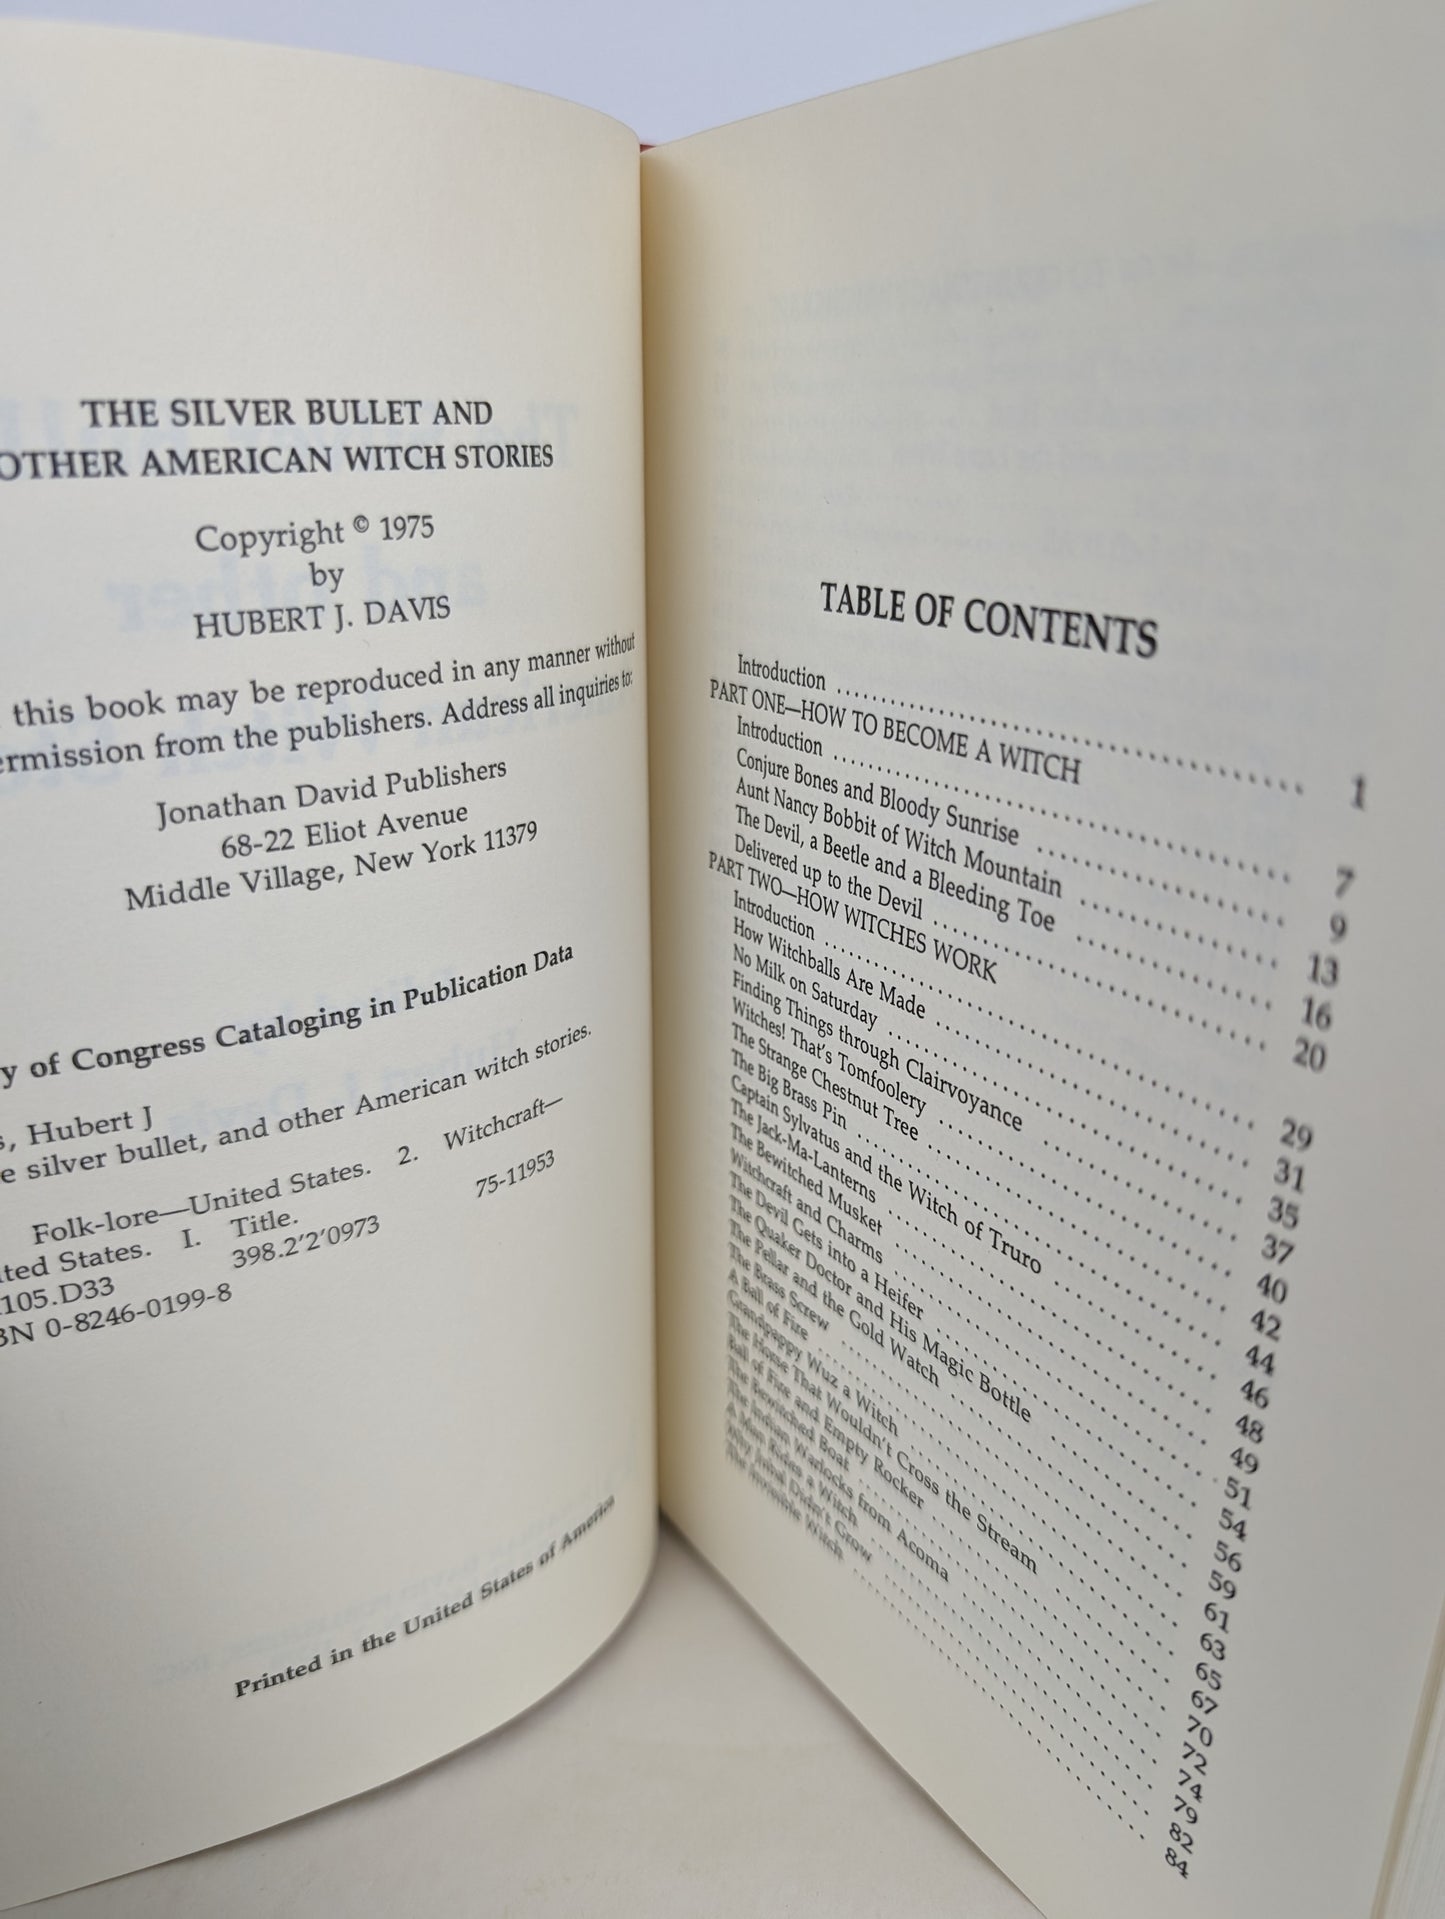 THE SILVER BULLET AND
OTHER AMERICAN WITCH STORIES
Copyright © 1975
by
HUBERT J. DAVIS
this book may be reproduced in any manner without
ermission from the publishers. Address all inquiries to:
Jonathan David Publishers
68-22 Eliot Avenue
Middle Village, New York 11379
y of Congress Cataloging in Publication Data
s, Hubert J
e silver bullet, and other American witch stories.
Folk-lore—United States. 2. Witchcraft—
ted States. I. Title.
105.D33 398.2'2'0973 75-11953
BN 0-8246-0199-8
Printed in the United States of America
TABLE OF CONTENTS
Introduction 1
PART ONE—HOW TO BECOME A WITCH
Introduction 7
Conjure Bones and Bloody Sunrise 9
Aunt Nancy Bobbit of Witch Mountain 13
The Devil, a Beetle and a Bleeding Toe 16
Delivered up to the Devil 20
PART TWO—HOW WITCHES WORK
Introduction 29
How Witchballs Are Made 31
No Milk on Saturday 35
Finding Things through Clairvoyance 37
Witches! That's Tomfoolery 40
The Strange Chestnut Tree 42
The Big Brass Pin 44
Captain Sylvatus and the Witch of Truro 46
The Jack-Ma-Lanterns 48
The Bewitched Musket 49
Witchcraft and Charms 51
The Devil Gets into a Heifer 54
The Quaker Doctor and His Magic Bottle 56
The Pellar and the Gold Watch 59
The Brass Screw 61
A Ball of Fire 63
Grandpappy Wuz a Witch 65
The Horse That Wouldn't Cross the Stream 67
Ball of Fire and Empty Rocker 70
The Bewitched Boat 72
The Indian Warlocks from Acoma 74
A Man Rides a Witch 79
Why Jubal Didn't Grow 82
The Invisible Witch 84